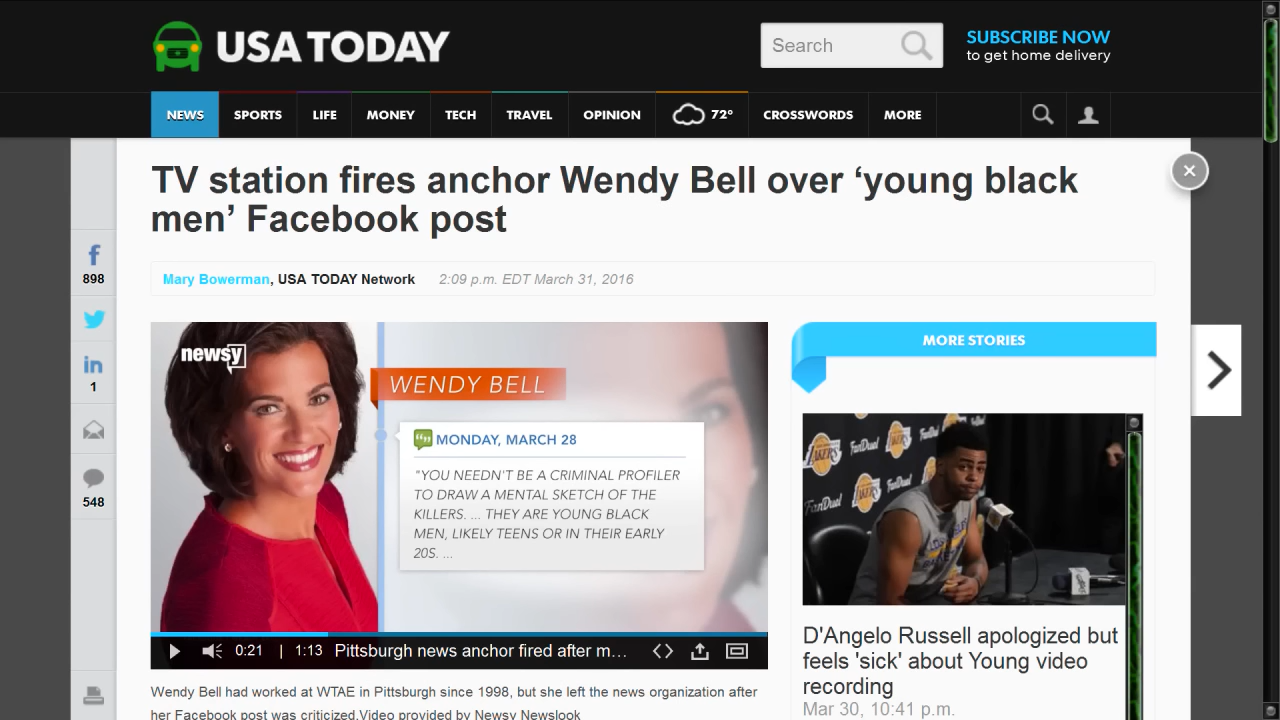 USA TODAY
Search
SUBSCRIBE NOW
to get home delivery
NEWS
SPORTS
LIFE
MONEY
TECH
TRAVEL
OPINION
72°
CROSSWORDS
MORE
TV station fires anchor Wendy Bell over ‘young black
men’ Facebook post
898
1
548
Mary Bowerman, USA TODAY Network 2:09 p.m. EDT March 31, 2016
newsy
WENDY BELL
MONDAY, MARCH 28
"YOU NEEDN'T BE A CRIMINAL PROFILER
TO DRAW A MENTAL SKETCH OF THE
KILLERS. ... THEY ARE YOUNG BLACK
MEN, LIKELY TEENS OR IN THEIR EARLY
20S. ...
0:21 | 1:13 Pittsburgh news anchor fired after m...
Wendy Bell had worked at WTAE in Pittsburgh since 1998, but she left the news organization after
her Facebook post was criticized.Video provided by Newsy Newslook
MORE STORIES
LAKERS
FanDuel
LAKERS
FanDuel
LAKERS
FanDuel
D'Angelo Russell apologized but
feels 'sick' about Young video
recording
Mar 30, 10:41 p.m.